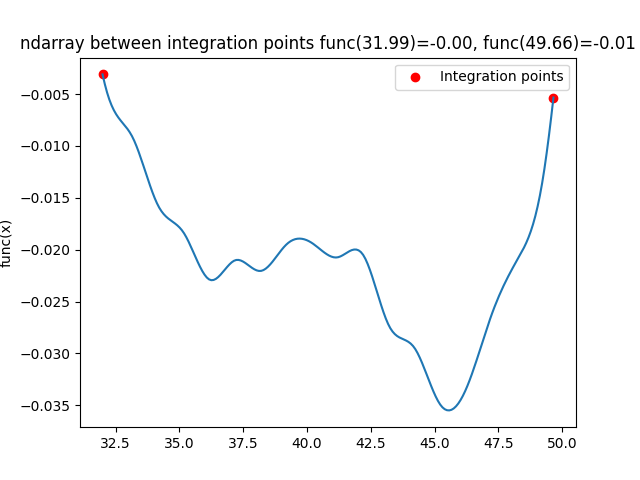 ndarray between integration points func(31.99)=-0.00, func(49.66)=-0.01
Integration points
−0.005
−0.010
−0.015
−0.020
−0.025
−0.030
−0.035
func(x)
32.5 35.0 37.5 40.0 42.5 45.0 47.5 50.0